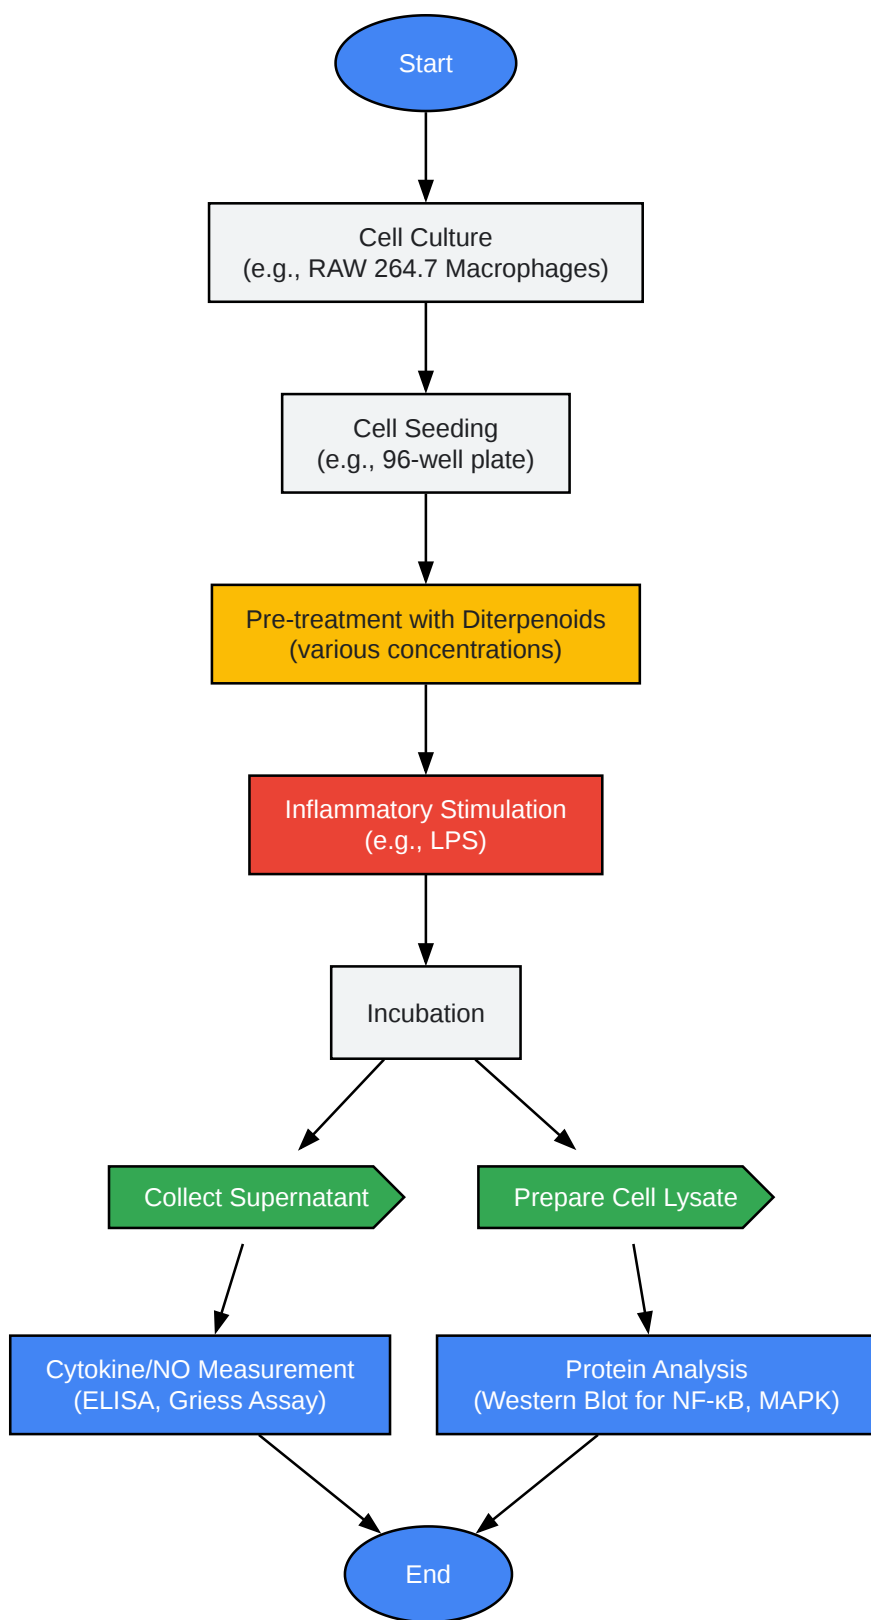 Start
Cell Culture
(e.g., RAW 264.7 Macrophages)
Cell Seeding
(e.g., 96-well plate)
Pre-treatment with Diterpenoids
(various concentrations)
Inflammatory Stimulation
(e.g., LPS)
Incubation
Collect Supernatant
Prepare Cell Lysate
Cytokine/NO Measurement
(ELISA, Griess Assay)
Protein Analysis
(Western Blot for NF-κB, MAPK)
End